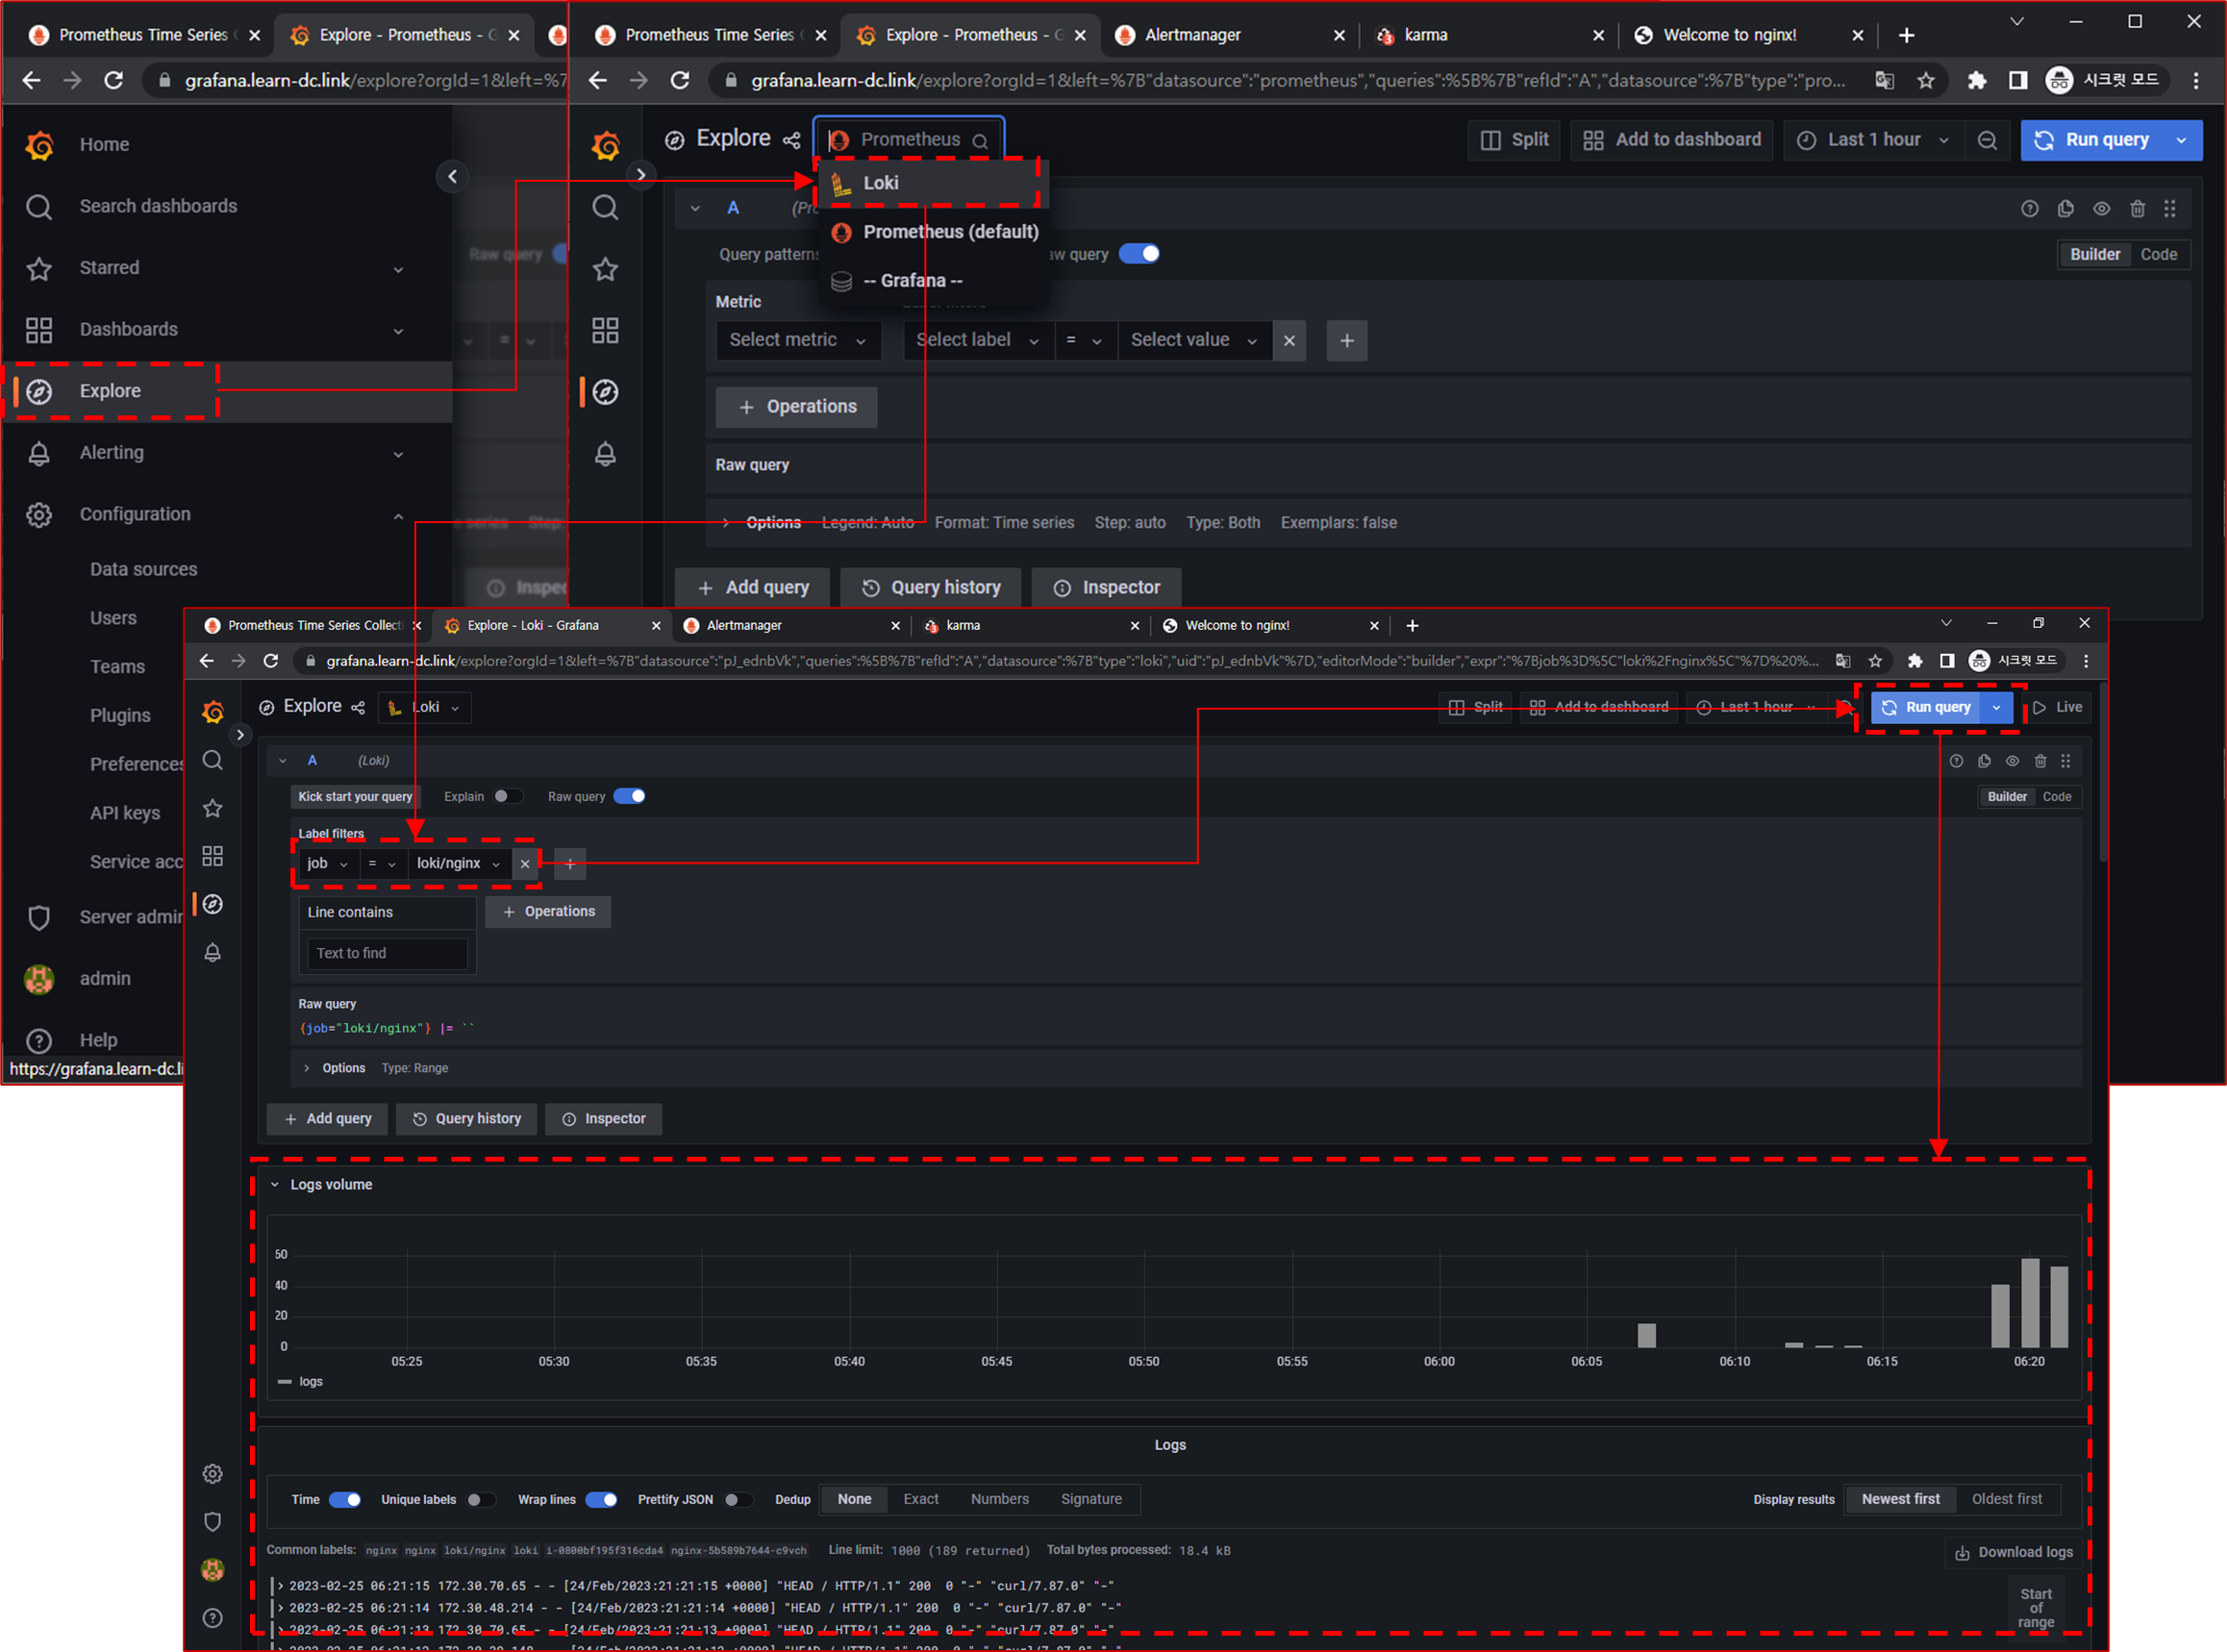 Prometheus Time Series
Explore - Prometheus - G
grafana.learn-dc.link/explore?orgId=1&left=%7
Home
Search dashboards
Starred
Dashboards
Explore
Alerting
Configuration
Data sources
Users
Teams
Plugins
Preferences
API keys
Service acc
Server admin
admin
Help
https://grafana.learn-dc.li
Raw query
=
Inspec
Prometheus Time Series
Explore - Prometheus - G
Alertmanager
karma
Welcome to nginx!
grafana.learn-dc.link/explore?orgId=1&left=%7B"datasource":"prometheus","queries":%5B%7B"refId":"A","datasource":%7B"type":"pro...
시크릿 모드
Explore
Prometheus
Split
Add to dashboard
Last 1 hour
Run query
Loki
Prometheus (default)
-- Grafana --
A
(Pro
Query patterns
aw query
Builder
Code
Metric
Select metric
Select label
=
Select value
+ Operations
Raw query
Options
Legend: Auto
Format: Time series
Step: auto
Type: Both
Exemplars: false
+ Add query
Query history
Inspector
Prometheus Time Series Collecti
Explore - Loki - Grafana
Alertmanager
karma
Welcome to nginx!
grafana.learn-dc.link/explore?orgId=1&left=%7B"datasource":"pJ_ednbVk","queries":%5B%7B"refId":"A","datasource":%7B"type":"loki","uid":"pJ_ednbVk"%7D,"editorMode":"builder","expr":"%7Bjob%3D%5C"loki%2Fnginx%5C"%7D%20%...
시크릿 모드
Explore
Loki
Split
Add to dashboard
Last 1 hour
Run query
Live
A
(Loki)
Kick start your query
Explain
Raw query
Builder
Code
Label filters
job
=
loki/nginx
Line contains
+ Operations
Text to find
Raw query
{job="loki/nginx"} |= ``
Options
Type: Range
+ Add query
Query history
Inspector
Logs volume
60
40
20
0
05:25 05:30 05:35 05:40 05:45 05:50 05:55 06:00 06:05 06:10 06:15 06:20
logs
Logs
Time
Unique labels
Wrap lines
Prettify JSON
Dedup
None
Exact
Numbers
Signature
Display results
Newest first
Oldest first
Common labels: nginx nginx loki/nginx loki i-0800bf195f316cda4 nginx-5b589b7644-c9vch
Line limit: 1000 (189 returned)
Total bytes processed: 18.4 kB
Download logs
2023-02-25 06:21:15 172.30.70.65 - - [24/Feb/2023:21:21:15 +0000] "HEAD / HTTP/1.1" 200 0 "-" "curl/7.87.0" "-"
2023-02-25 06:21:14 172.30.48.214 - - [24/Feb/2023:21:21:14 +0000] "HEAD / HTTP/1.1" 200 0 "-" "curl/7.87.0" "-"
2023-02-25 06:21:13 172.30.70.65 - - [24/Feb/2023:21:21:13 +0000] "HEAD / HTTP/1.1" 200 0 "-" "curl/7.87.0" "-"
Start
of
range